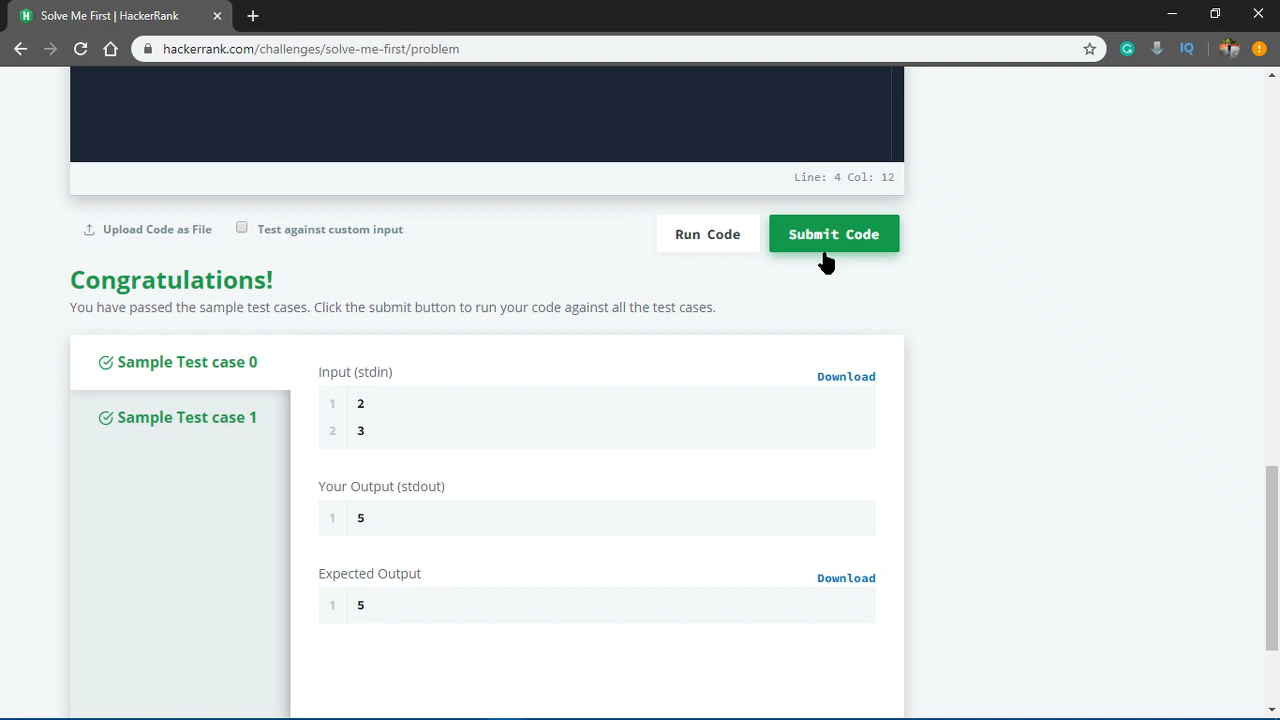 Solve Me First | HackerRank
hackerrank.com/challenges/solve-me-first/problem
Line: 4 Col: 12
Upload Code as File
Test against custom input
Run Code
Submit Code
Congratulations!
You have passed the sample test cases. Click the submit button to run your code against all the test cases.
Sample Test case 0
Sample Test case 1
Input (stdin)
Download
1 2
2 3
Your Output (stdout)
1 5
Expected Output
Download
1 5